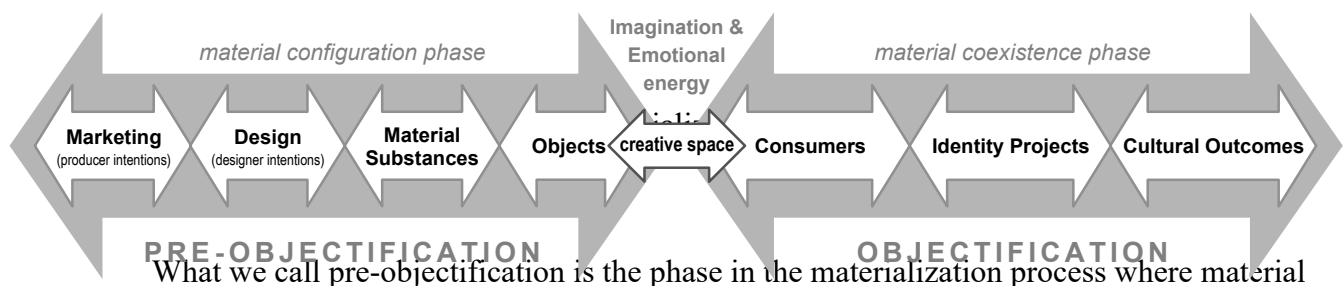 Imagination &
material configuration phase Emotional material coexistence phase
energy
Marketing Design Material Objects creative space Consumers Identity Projects Cultural Outcomes
(producer intentions) (designer intentions) Substances
PRE-OBJECTIFICATION OBJECTIFICATION
What we call pre-objectification is the phase in the materialization process where material